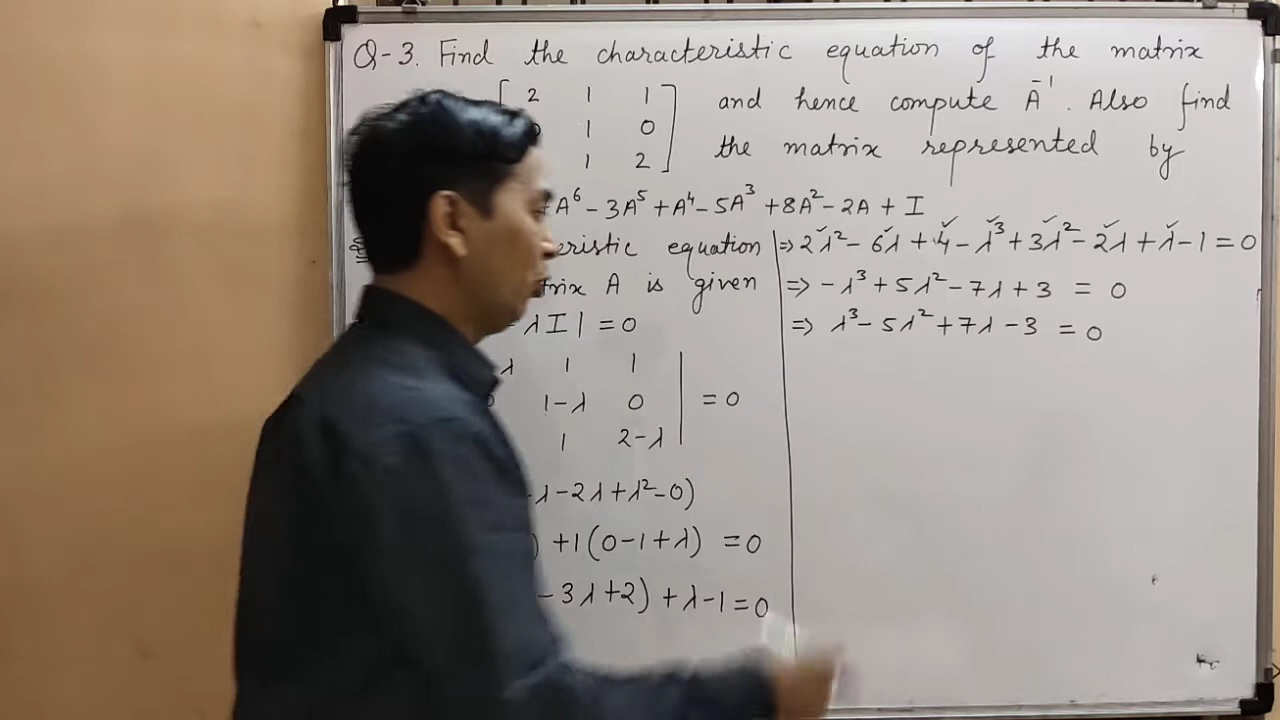 Q-3. Find the characteristic equation of the matrix
[ 2 1 1 ] and hence compute A⁻¹. Also find
1 0 the matrix represented by
1 2
A⁶ - 3A⁵ + A⁴ - 5A³ + 8A² - 2A + I
equation
A is given
λI| = 0
λ 1 1
1-λ 0 | = 0
1 2-λ
λ - 2λ + λ² - 0)
) + 1(0 - 1 + λ) = 0
- 3λ + 2) + λ - 1 = 0
⇒ 2λ² - 6λ + 4 - λ³ + 3λ² - 2λ + λ - 1 = 0
⇒ -λ³ + 5λ² - 7λ + 3 = 0
⇒ λ³ - 5λ² + 7λ - 3 = 0